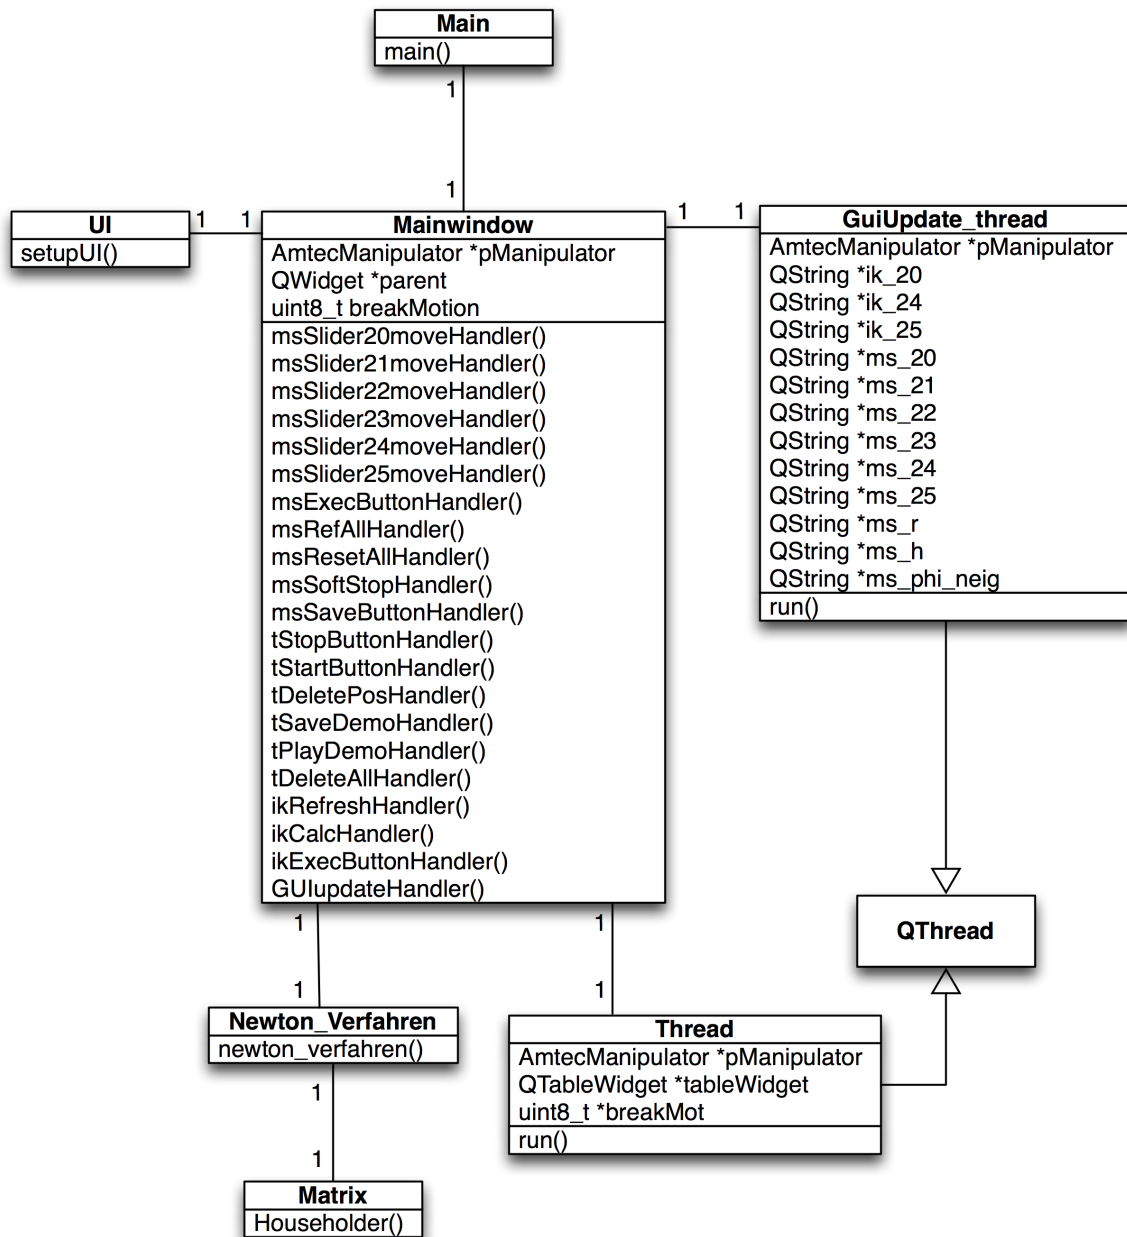 Main
main()
1
1
UI
setupUI()
1
1
Mainwindow
AmtecManipulator *pManipulator
QWidget *parent
uint8_t breakMotion
msSlider20moveHandler()
msSlider21moveHandler()
msSlider22moveHandler()
msSlider23moveHandler()
msSlider24moveHandler()
msSlider25moveHandler()
msExecButtonHandler()
msRefAllHandler()
msResetAllHandler()
msSoftStopHandler()
msSaveButtonHandler()
tStopButtonHandler()
tStartButtonHandler()
tDeletePosHandler()
tSaveDemoHandler()
tPlayDemoHandler()
tDeleteAllHandler()
ikRefreshHandler()
ikCalcHandler()
ikExecButtonHandler()
GUIupdateHandler()
1
1
GuiUpdate_thread
AmtecManipulator *pManipulator
QString *ik_20
QString *ik_24
QString *ik_25
QString *ms_20
QString *ms_21
QString *ms_22
QString *ms_23
QString *ms_24
QString *ms_25
QString *ms_r
QString *ms_h
QString *ms_phi_neig
run()
QThread
1
1
1
1
Newton_Verfahren
newton_verfahren()
Thread
AmtecManipulator *pManipulator
QTableWidget *tableWidget
uint8_t *breakMot
run()
1
1
Matrix
Householder()